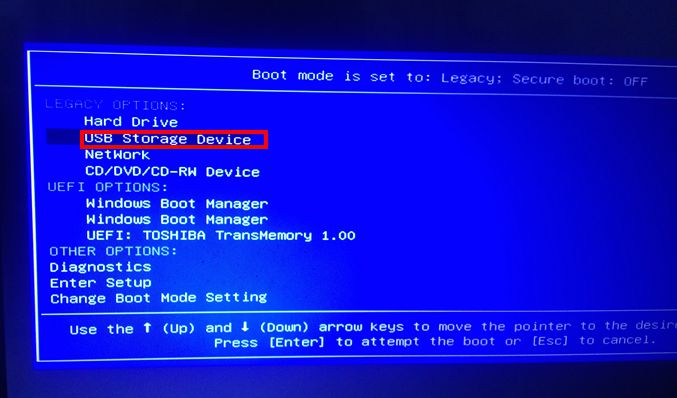 Boot mode is set to: Legacy; Secure boot: OFF
LEGACY OPTIONS:
Hard Drive
USB Storage Device
NetWork
CD/DVD/CD-RW Device
UEFI OPTIONS:
Windows Boot Manager
Windows Boot Manager
UEFI: TOSHIBA TransMemory 1.00
OTHER OPTIONS:
Diagnostics
Enter Setup
Change Boot Mode Setting
Use the ↑ (Up) and ↓ (Down) arrow keys to move the pointer to the
Press [Enter] to attempt the boot or [Esc] to cancel.